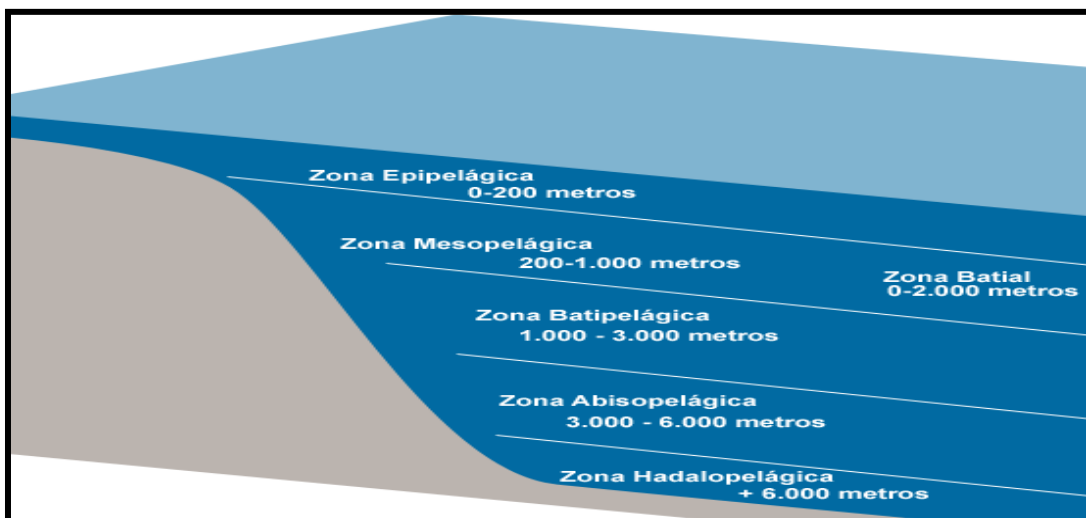 Zona Epipelágica
0-200 metros
Zona Mesopelágica
200-1.000 metros
Zona Batial
0-2.000 metros
Zona Batipelágica
1.000 - 3.000 metros
Zona Abisopelágica
3.000 - 6.000 metros
Zona Hadalopelágica
+ 6.000 metros